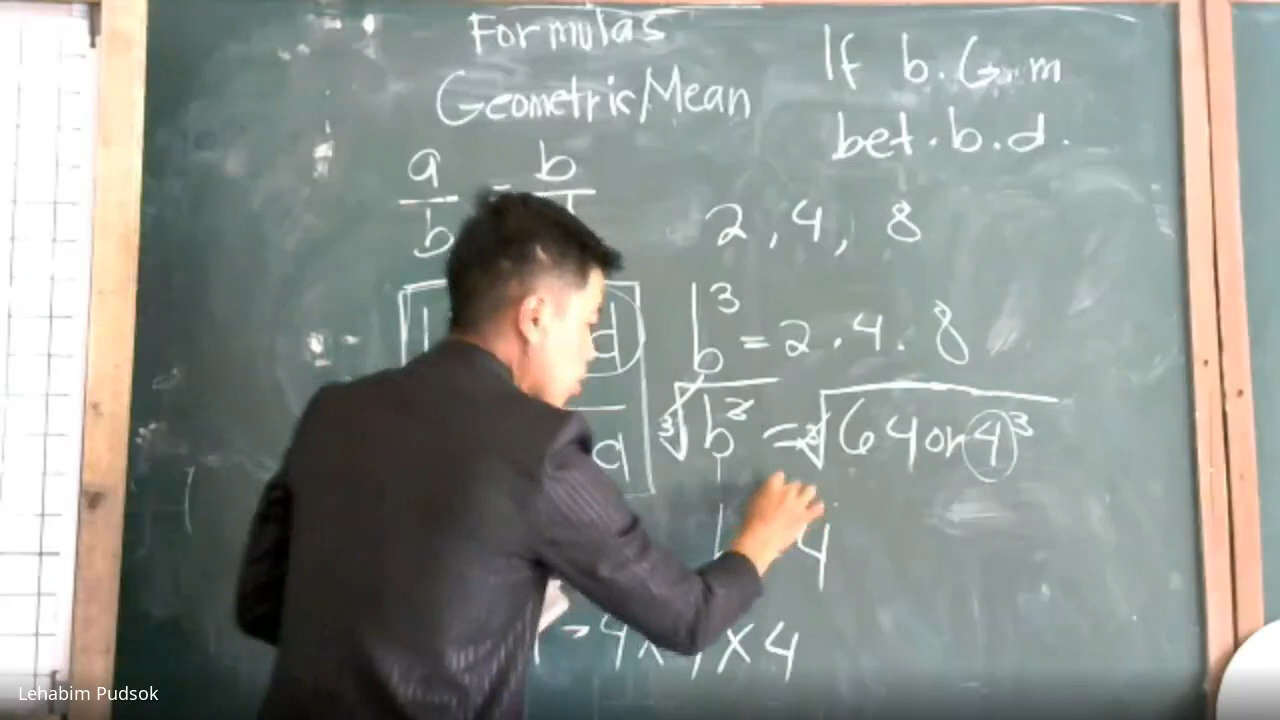 Formulas
Geometric/Mean
If b. G. m
bet. b. d.
a/b = b
2, 4, 8
b³ = 2 . 4 . 8
d
∛b³ = ∛64 or 4³
a
4
= 4 x 4 x 4
Lehabim Pudsok